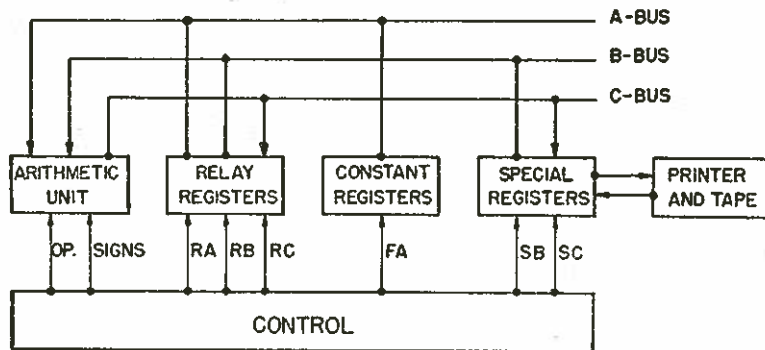 A-BUS
B-BUS
C-BUS
ARITHMETIC
UNIT
RELAY
REGISTERS
CONSTANT
REGISTERS
SPECIAL
REGISTERS
PRINTER
AND TAPE
OP.
SIGNS
RA
RB
RC
FA
SB
SC
CONTROL